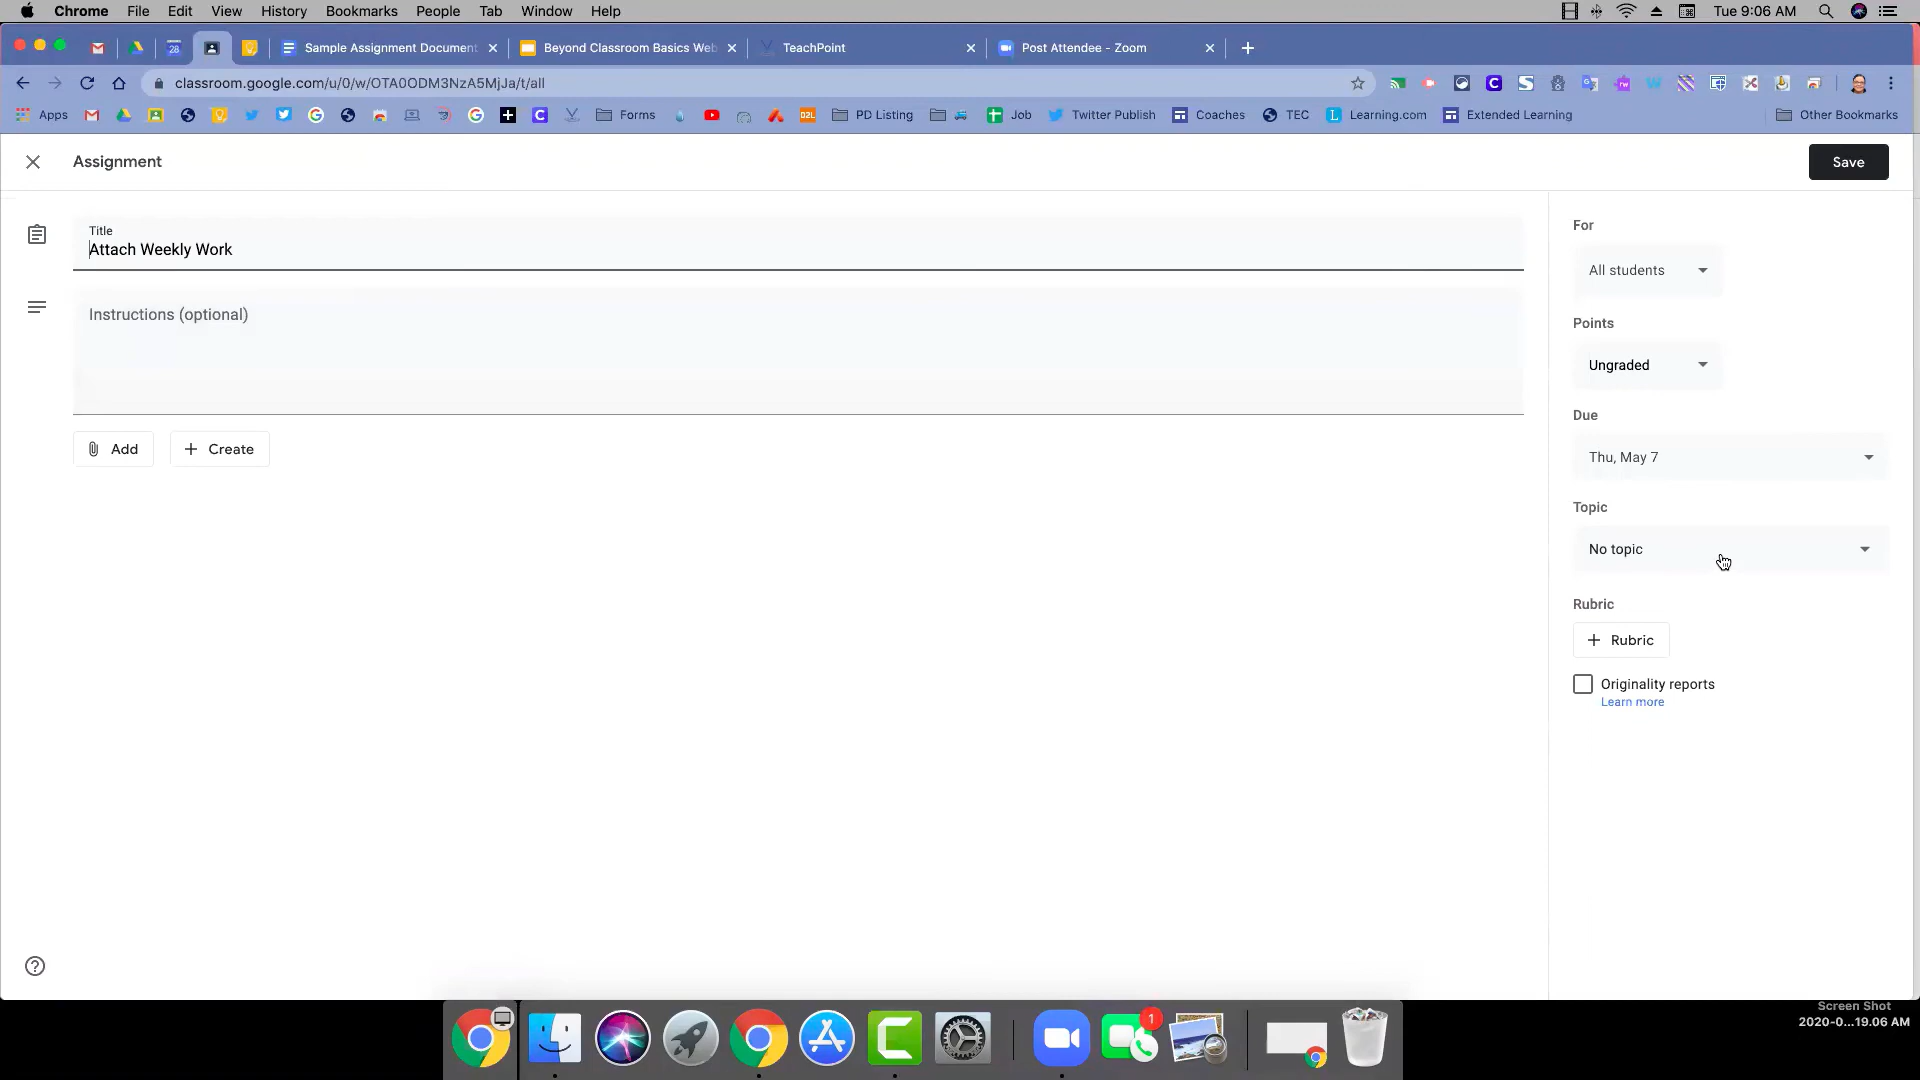 Chrome File Edit View History Bookmarks People Tab Window Help Tue 9:06 AM
28 Sample Assignment Document Beyond Classroom Basics Web TeachPoint Post Attendee - Zoom
classroom.google.com/u/0/w/OTA0ODM3NzA5MjJa/t/all
Apps Forms D2L PD Listing Job Twitter Publish Coaches TEC Learning.com Extended Learning Other Bookmarks
Assignment
Save
Title
Attach Weekly Work
Instructions (optional)
Add
Create
For
All students
Points
Ungraded
Due
Thu, May 7
Topic
No topic
Rubric
Rubric
Originality reports
Learn more
1
Screen Shot
2020-0...19.06 AM